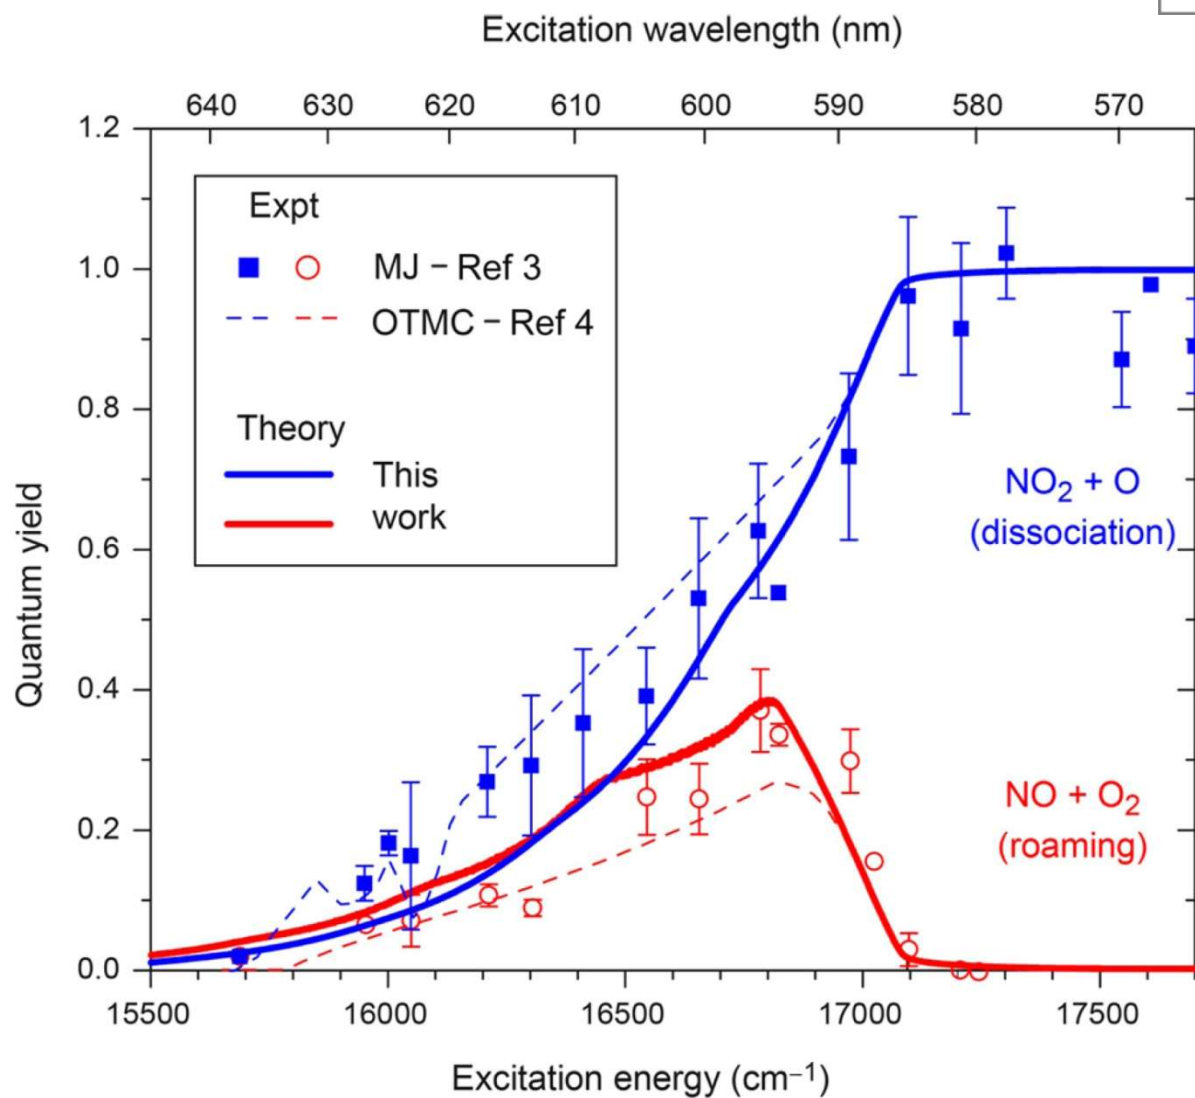 Excitation wavelength (nm)
640 630 620 610 600 590 580 570
1.2
1.0
0.8
0.6
0.4
0.2
0.0
Quantum yield
Expt
MJ – Ref 3
OTMC – Ref 4
Theory
This
work
NO₂ + O
(dissociation)
NO + O₂
(roaming)
15500 16000 16500 17000 17500
Excitation energy (cm⁻¹)